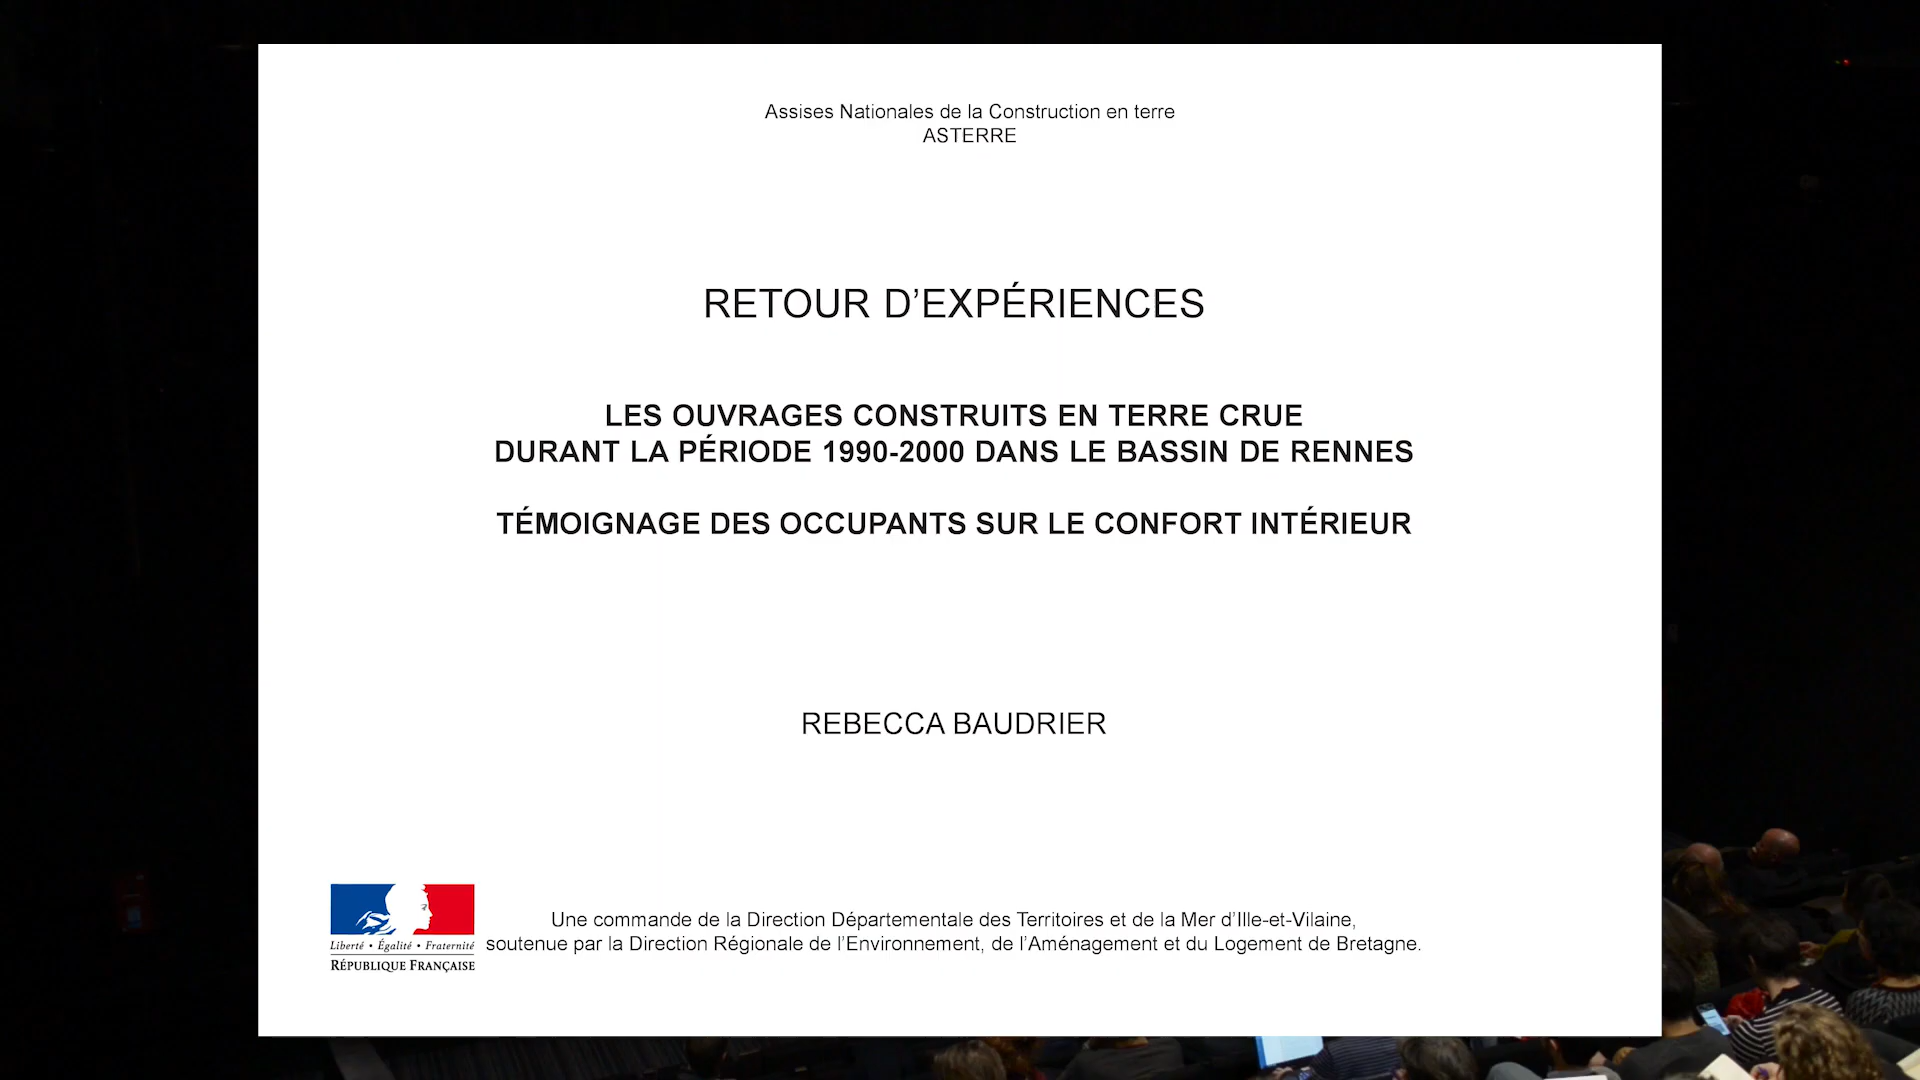 Assises Nationales de la Construction en terre
ASTERRE
RETOUR D’EXPÉRIENCES
LES OUVRAGES CONSTRUITS EN TERRE CRUE
DURANT LA PÉRIODE 1990-2000 DANS LE BASSIN DE RENNES
TÉMOIGNAGE DES OCCUPANTS SUR LE CONFORT INTÉRIEUR
REBECCA BAUDRIER
Liberté • Égalité • Fraternité
RÉPUBLIQUE FRANÇAISE
Une commande de la Direction Départementale des Territoires et de la Mer d’Ille-et-Vilaine,
soutenue par la Direction Régionale de l’Environnement, de l’Aménagement et du Logement de Bretagne.